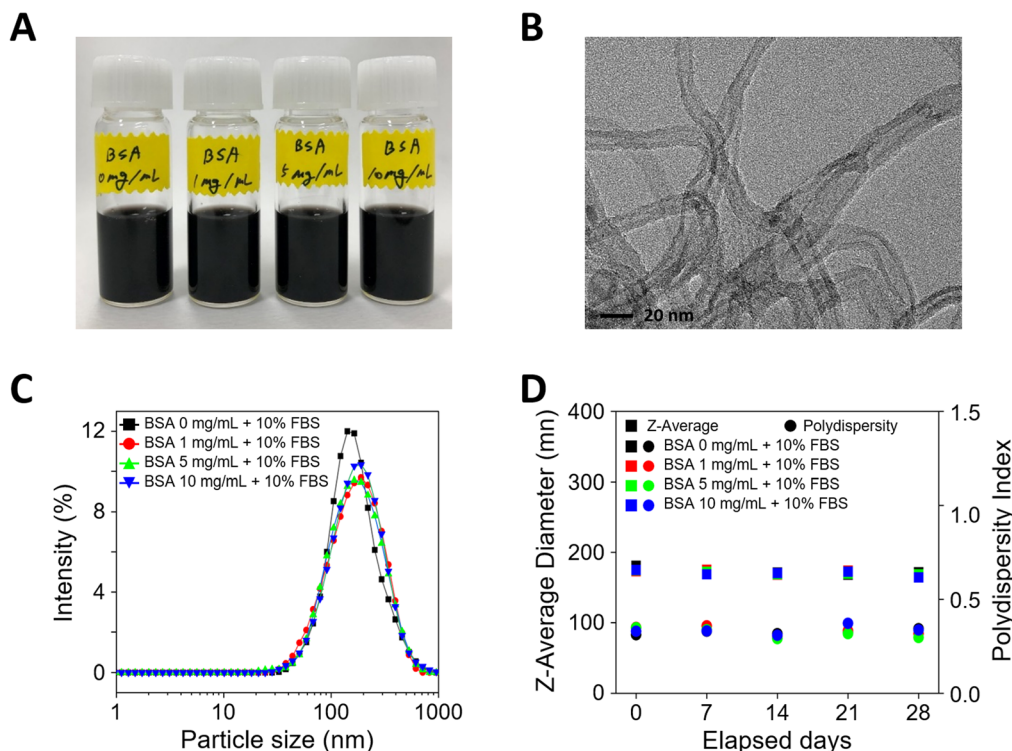 A
B
BSA
0 mg/mL
BSA
1 mg/mL
BSA
5 mg/mL
BSA
10 mg/mL
20 nm
C
D
BSA 0 mg/mL + 10% FBS
BSA 1 mg/mL + 10% FBS
BSA 5 mg/mL + 10% FBS
BSA 10 mg/mL + 10% FBS
Intensity (%)
12
8
4
0
1
10
100
1000
Particle size (nm)
Z-Average
Polydispersity
BSA 0 mg/mL + 10% FBS
BSA 1 mg/mL + 10% FBS
BSA 5 mg/mL + 10% FBS
BSA 10 mg/mL + 10% FBS
Z-Average Diameter (mn)
400
300
200
100
0
1.5
1.0
0.5
0.0
Polydispersity Index
0
7
14
21
28
Elapsed days